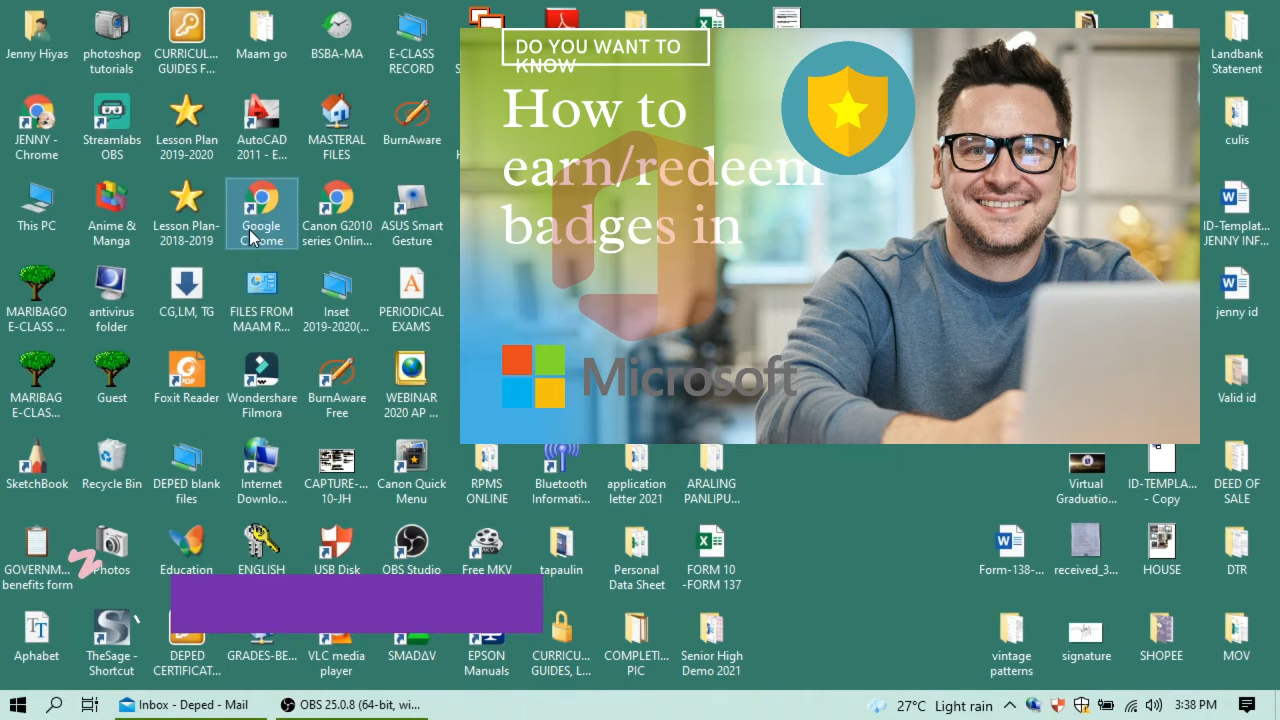 Jenny Hiyas
photoshop
tutorials
CURRICUL...
GUIDES F...
Maam go
BSBA-MA
E-CLASS
RECORD
Landbank
Statenent
DO YOU WANT TO
KNOW
How to
earn/redeem
badges in
Microsoft
JENNY -
Chrome
Streamlabs
OBS
Lesson Plan
2019-2020
AutoCAD
2011 - E...
MASTERAL
FILES
BurnAware
culis
This PC
Anime &
Manga
Lesson Plan-
2018-2019
Google
Chrome
Canon G2010
series Onlin...
ASUS Smart
Gesture
ID-Templat...
JENNY INF...
MARIBAGO
E-CLASS ...
antivirus
folder
CG,LM, TG
FILES FROM
MAAM R...
Inset
2019-2020(...
PERIODICAL
EXAMS
jenny id
MARIBAG
E-CLAS...
Guest
Foxit Reader
Wondershare
Filmora
BurnAware
Free
WEBINAR
2020 AP ...
Valid id
SketchBook
Recycle Bin
DEPED blank
files
Internet
Downlo...
CAPTURE-...
10-JH
Canon Quick
Menu
RPMS
ONLINE
Bluetooth
Informati...
application
letter 2021
ARALING
PANLIPU...
Virtual
Graduatio...
ID-TEMPLA...
- Copy
DEED OF
SALE
GOVERNM...
benefits form
Photos
Education
ENGLISH
USB Disk
OBS Studio
Free MKV
tapaulin
Personal
Data Sheet
FORM 10
-FORM 137
Form-138-...
received_3...
HOUSE
DTR
Aphabet
TheSage -
Shortcut
DEPED
CERTIFICAT...
GRADES-BE...
VLC media
player
SMADΔV
EPSON
Manuals
CURRICU...
GUIDES, L...
COMPLETI...
PIC
Senior High
Demo 2021
vintage
patterns
signature
SHOPEE
MOV
Inbox - Deped - Mail
OBS 25.0.8 (64-bit, wi...
27°C Light rain
3:38 PM